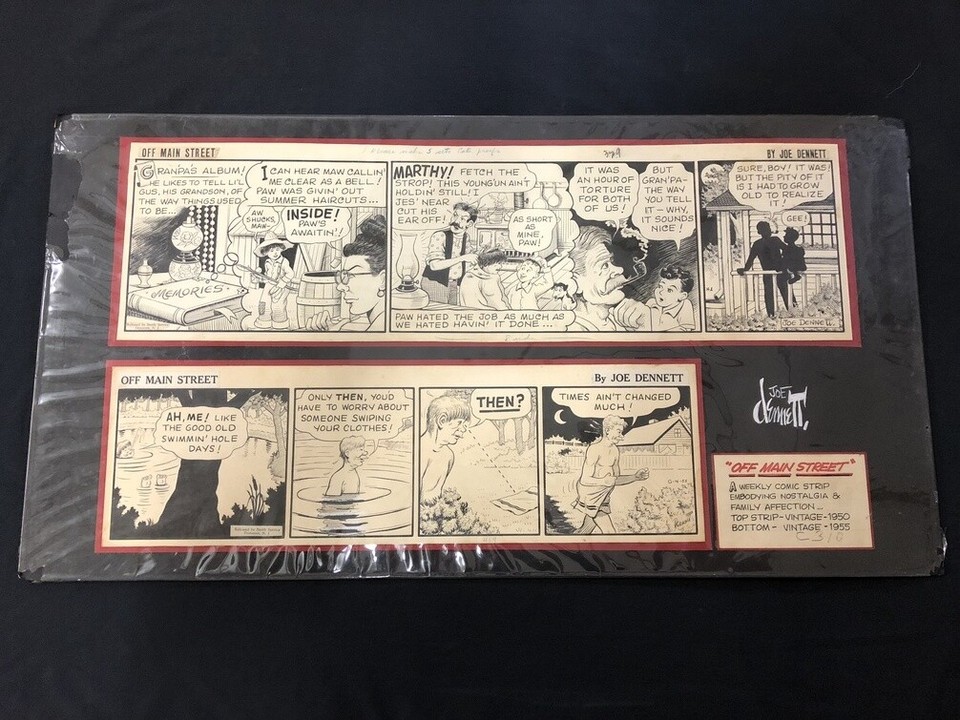 OFF MAIN STREET
329
BY JOE DENNETT
GRANPA'S ALBUM!
HE LIKES TO TELL LI'L
GUS, HIS GRANDSON, OF
THE WAY THINGS USED
TO BE...
MEMORIES
I CAN HEAR MAW CALLIN'
ME CLEAR AS A BELL!
PAW WAS GIVIN' OUT
SUMMER HAIRCUTS...
AW
SHUCKS,
MAW-
INSIDE!
PAW'S
AWAITIN'!
MARTHY! FETCH THE
STROP! THIS YOUNG'UN AIN'T
HOLDIN' STILL! I
JES' NEAR
CUT HIS
EAR OFF!
AS SHORT
AS
MINE,
PAW!
PAW HATED THE JOB AS MUCH AS
WE HATED HAVIN' IT DONE...
IT WAS
AN HOUR OF
TORTURE
FOR BOTH
OF US!
BUT
GRAN'PA-
THE WAY
YOU TELL
IT - WHY,
IT SOUNDS
NICE!
SURE, BOY! IT WAS!
BUT THE PITY OF IT
IS I HAD TO GROW
OLD TO REALIZE
IT!
GEE!
JOE DENNETT
OFF MAIN STREET
By JOE DENNETT
AH, ME! LIKE
THE GOOD OLD
SWIMMIN' HOLE
DAYS!
ONLY THEN, YOU'D
HAVE TO WORRY ABOUT
SOMEONE SWIPING
YOUR CLOTHES!
THEN?
TIMES AIN'T CHANGED
MUCH!
JOE
dennett,
"OFF MAIN STREET"
A WEEKLY COMIC STRIP
EMBODYING NOSTALGIA &
FAMILY AFFECTION...
TOP STRIP-VINTAGE-1950
BOTTOM - VINTAGE-1955